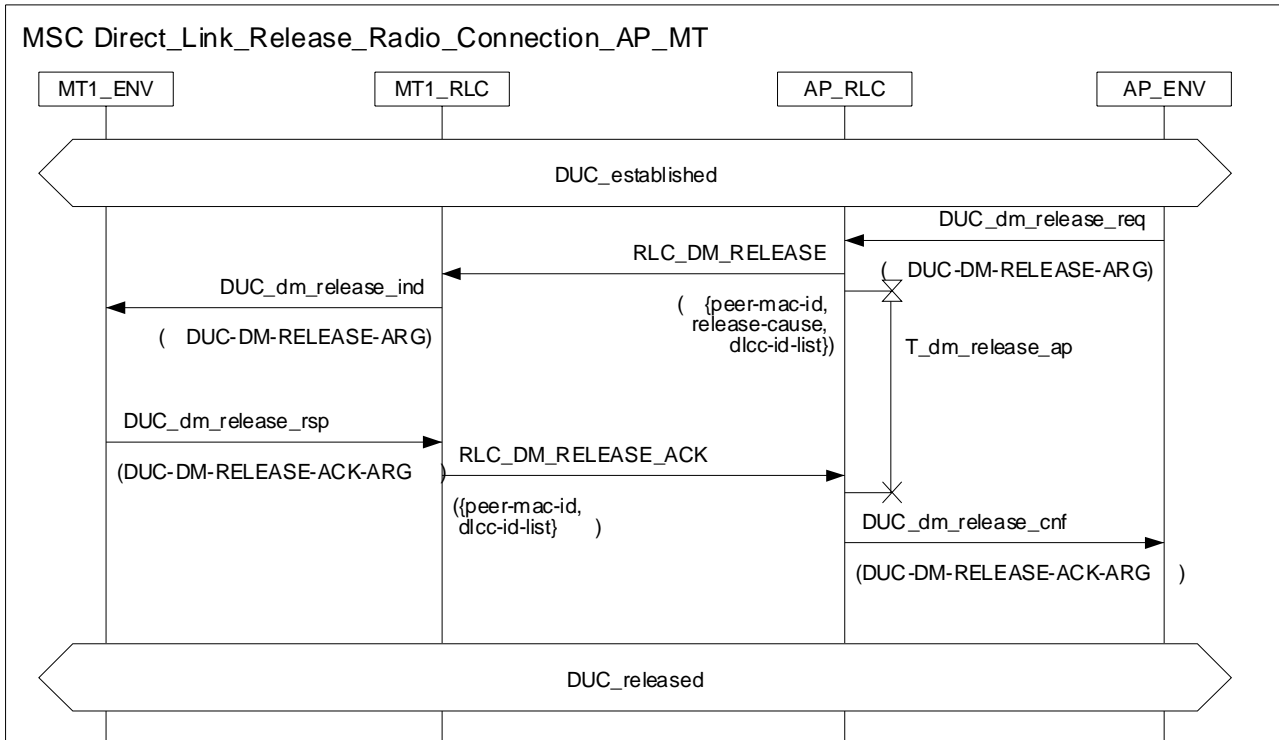 MSC Direct_Link_Release_Radio_Connection_AP_MT
MT1_ENV
MT1_RLC
AP_RLC
AP_ENV
DUC_established
DUC_dm_release_req
( DUC-DM-RELEASE-ARG)
RLC_DM_RELEASE
( {peer-mac-id,
release-cause,
dlcc-id-list})
DUC_dm_release_ind
( DUC-DM-RELEASE-ARG)
T_dm_release_ap
DUC_dm_release_rsp
(DUC-DM-RELEASE-ACK-ARG )
RLC_DM_RELEASE_ACK
({peer-mac-id,
dlcc-id-list} )
DUC_dm_release_cnf
(DUC-DM-RELEASE-ACK-ARG )
DUC_released